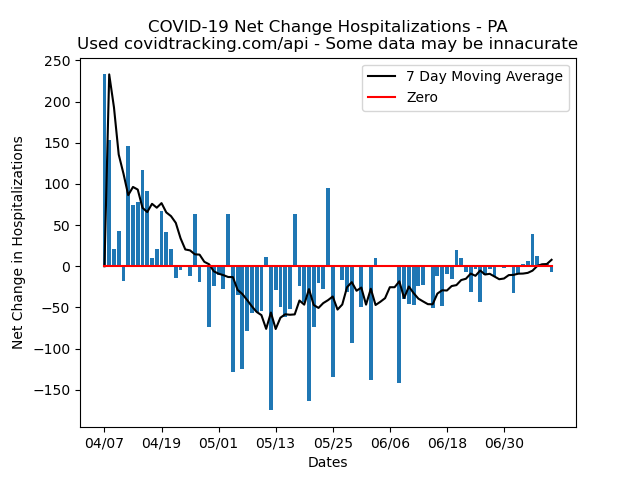 COVID-19 Net Change Hospitalizations - PA
Used covidtracking.com/api - Some data may be innacurate
7 Day Moving Average
Zero
Net Change in Hospitalizations
250
200
150
100
50
0
−50
−100
−150
04/07 04/19 05/01 05/13 05/25 06/06 06/18 06/30
Dates